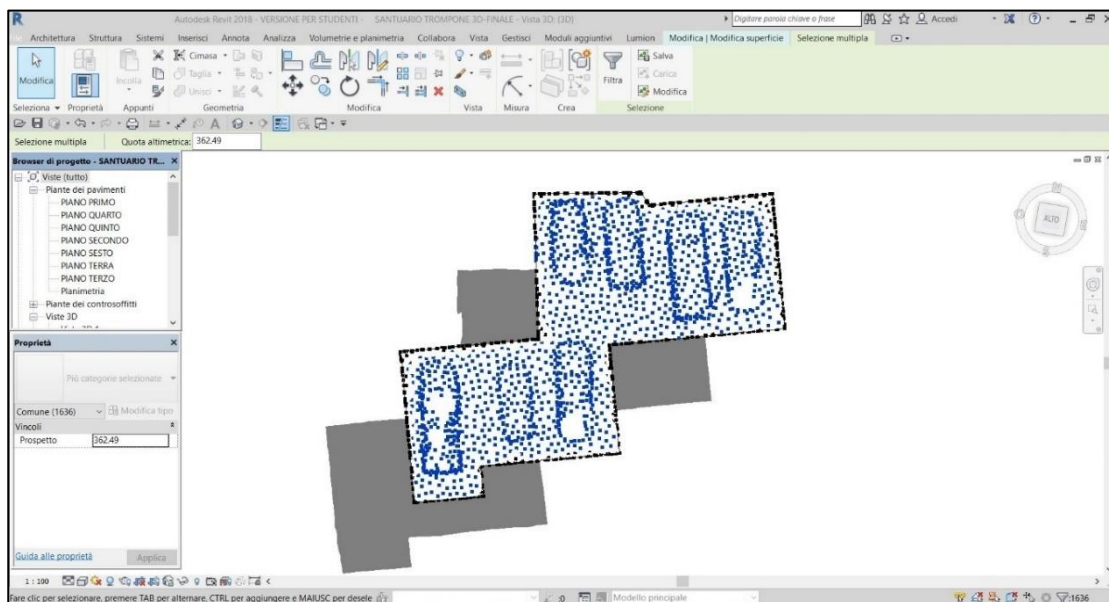 Autodesk Revit 2018 - VERSIONE PER STUDENTI - SANTUARIO TROMPONE 3D-FINALE - Vista 3D: {3D}
Digitare parola chiave o frase
Accedi
Architettura Struttura Sistemi Inserisci Annota Analizza Volumetrie e planimetria Collabora Vista Gestisci Moduli aggiuntivi Lumion Modifica | Modifica superficie Selezione multipla
Modifica
Incolla
Cimasa
Taglia
Unisci
Filtra
Salva
Carica
Modifica
Seleziona Proprietà Appunti Geometria Modifica Vista Misura Crea Selezione
Selezione multipla Quota altimetrica: 362.49
Browser di progetto - SANTUARIO TR...
Viste (tutto)
Piante dei pavimenti
PIANO PRIMO
PIANO QUARTO
PIANO QUINTO
PIANO SECONDO
PIANO SESTO
PIANO TERRA
PIANO TERZO
Planimetria
Piante dei controsoffitti
Viste 3D
ALTO
Proprietà
Più categorie selezionate
Comune (1636) Modifica tipo
Vincoli
Prospetto 362.49
Guida alle proprietà Applica
1 : 100
Fare clic per selezionare, premere TAB per alternare, CTRL per aggiungere e MAIUSC per desele :0 Modello principale :1636